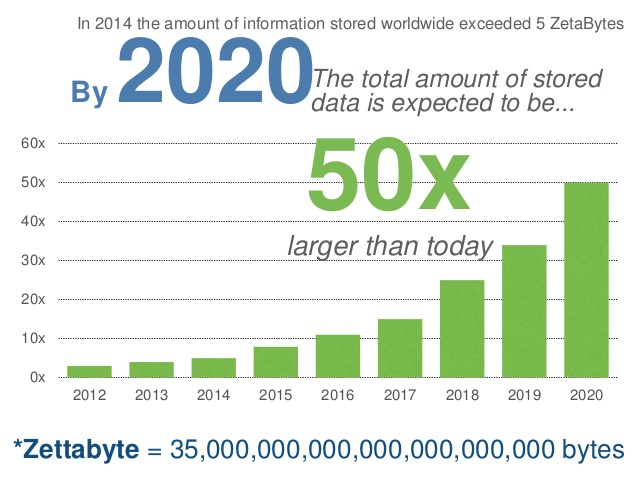 In 2014 the amount of information stored worldwide exceeded 5 ZetaBytes
By 2020
The total amount of stored
data is expected to be...
60x
50x
50x
40x
larger than today
30x
20x
10x
0x
2012 2013 2014 2015 2016 2017 2018 2019 2020
*Zettabyte = 35,000,000,000,000,000,000,000 bytes